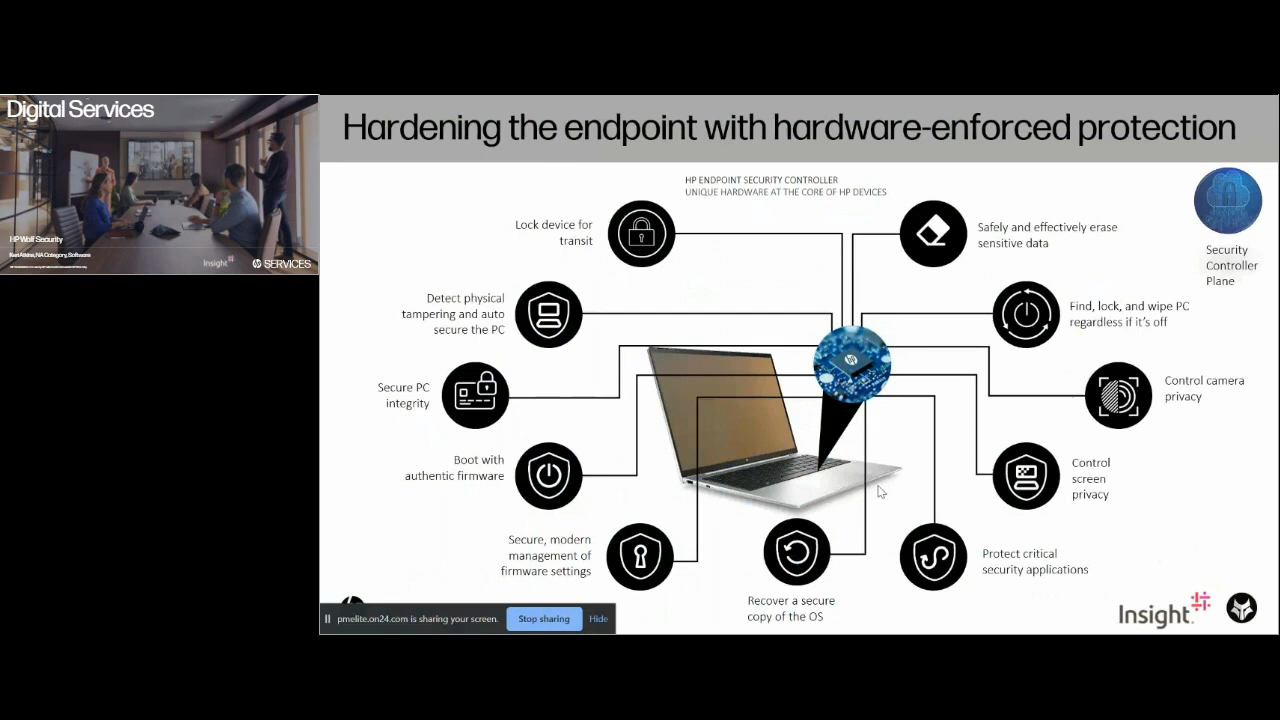 Digital Services
HP Wolf Security
Ken Atkins, NA Category, Software
Insight
SERVICES
Hardening the endpoint with hardware-enforced protection
HP ENDPOINT SECURITY CONTROLLER
UNIQUE HARDWARE AT THE CORE OF HP DEVICES
Security
Controller
Plane
Lock device for
transit
Safely and effectively erase
sensitive data
Detect physical
tampering and auto
secure the PC
Find, lock, and wipe PC
regardless if it's off
Secure PC
integrity
Control camera
privacy
Boot with
authentic firmware
Control
screen
privacy
Secure, modern
management of
firmware settings
Recover a secure
copy of the OS
Protect critical
security applications
pmelite.on24.com is sharing your screen.
Stop sharing
Hide
Insight.